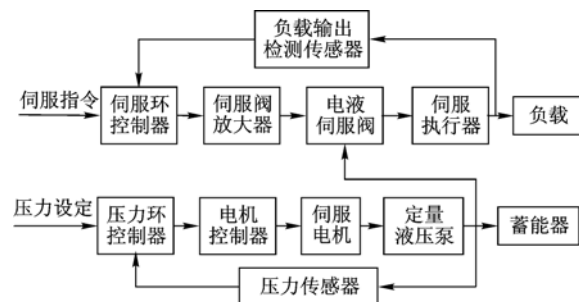 负载输出
检测传感器
伺服指令
伺服环
控制器
伺服阀
放大器
电液
伺服阀
伺服
执行器
负载
压力设定
压力环
控制器
电机
控制器
伺服
电机
定量
液压泵
蓄能器
压力传感器